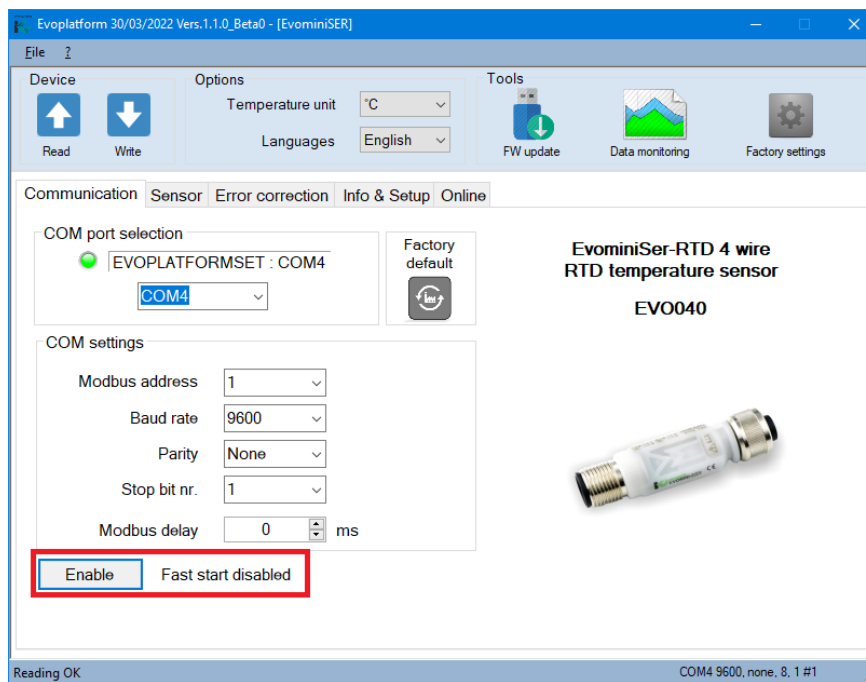 Evoplatform 30/03/2022 Vers.1.1.0_Beta0 - [EvominiSER]
File ?
Device
Options
Tools
Temperature unit °C
Languages English
Read Write
FW update Data monitoring Factory settings
Communication Sensor Error correction Info & Setup Online
COM port selection
EVOPLATFORMSET : COM4
COM4
Factory
default
EvominiSer-RTD 4 wire
RTD temperature sensor
EVO040
COM settings
Modbus address 1
Baud rate 9600
Parity None
Stop bit nr. 1
Modbus delay 0 ms
Enable Fast start disabled
Reading OK
COM4 9600, none, 8, 1 #1